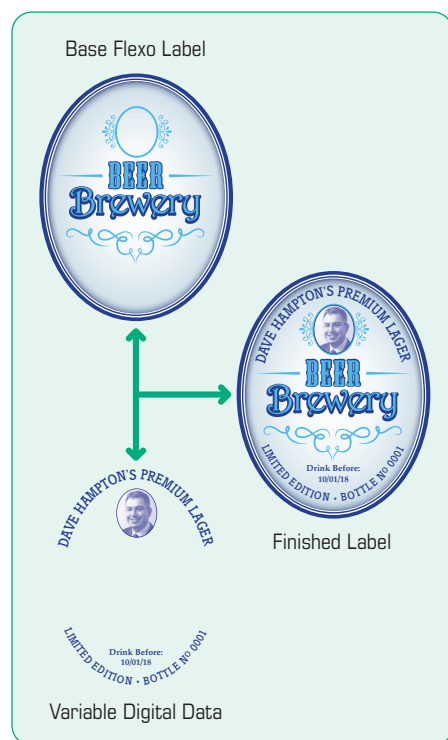 Base Flexo Label
BEER
Brewery
DAVE HAMPTON'S PREMIUM LAGER
BEER
Brewery
Drink Before:
10/01/18
LIMITED EDITION • BOTTLE Nº 0001
Finished Label
DAVE HAMPTON'S PREMIUM LAGER
Drink Before:
10/01/18
LIMITED EDITION • BOTTLE Nº 0001
Variable Digital Data